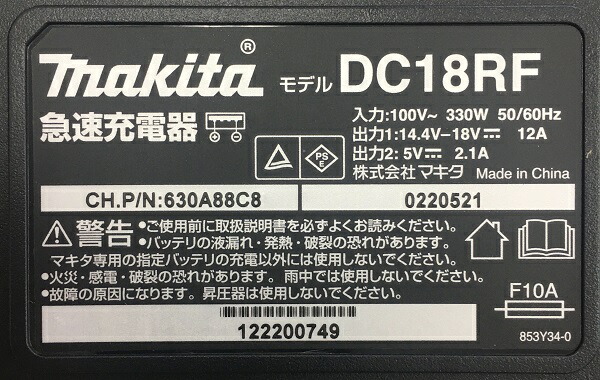 makita®
モデル DC18RF
急速充電器
入力:100V~ 330W 50/60Hz
出力1:14.4V-18V⎓ 12A
出力2:5V⎓ 2.1A
株式会社マキタ Made in China
PS
E
CH.P/N:630A88C8
0220521
⚠警告 •ご使用前に取扱説明書を必ずよくお読みください。
•バッテリの液漏れ・発熱・破裂の恐れがあります。
マキタ専用の指定バッテリの充電以外には使用しないでください。
•火災・感電・破裂の恐れがあります。雨中では使用しないでください。
•故障の原因になります。昇圧器は使用しないでください。
F10A
122200749
853Y34-0